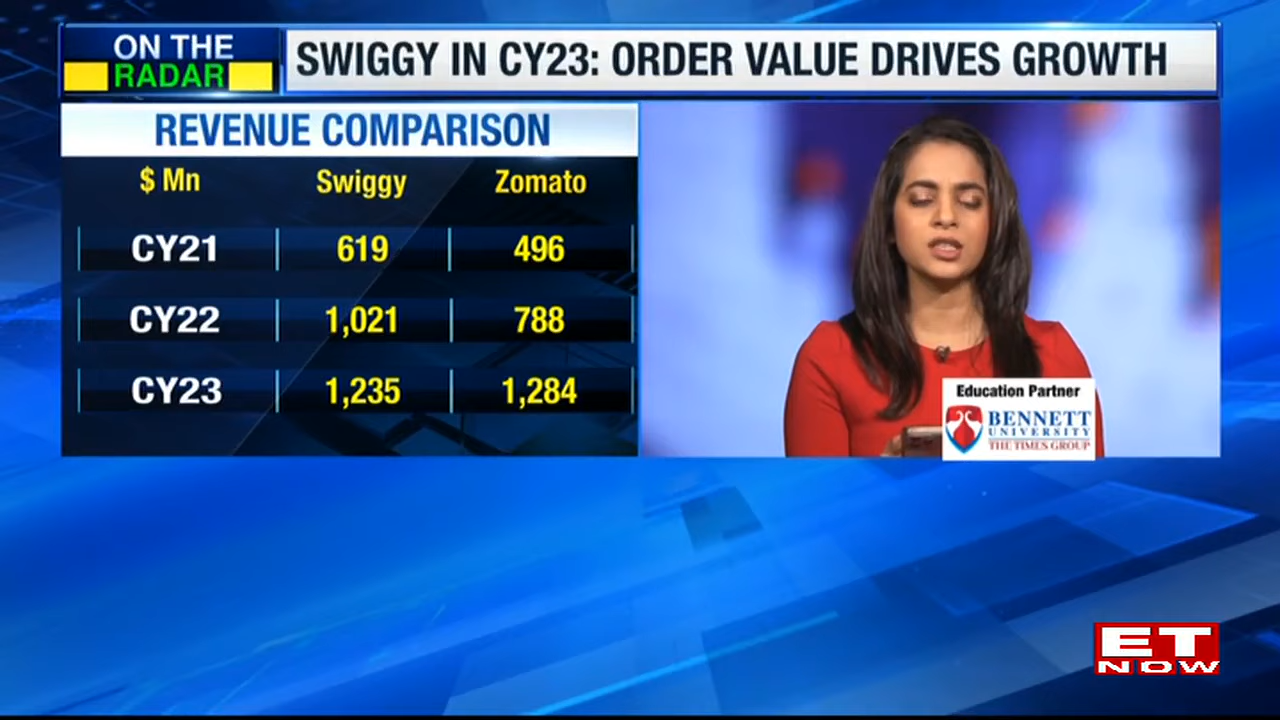 ON THE
RADAR
SWIGGY IN CY23: ORDER VALUE DRIVES GROWTH
REVENUE COMPARISON
$ Mn Swiggy Zomato
CY21 619 496
CY22 1,021 788
CY23 1,235 1,284
Education Partner
BENNETT
UNIVERSITY
THE TIMES GROUP
ET
NOW